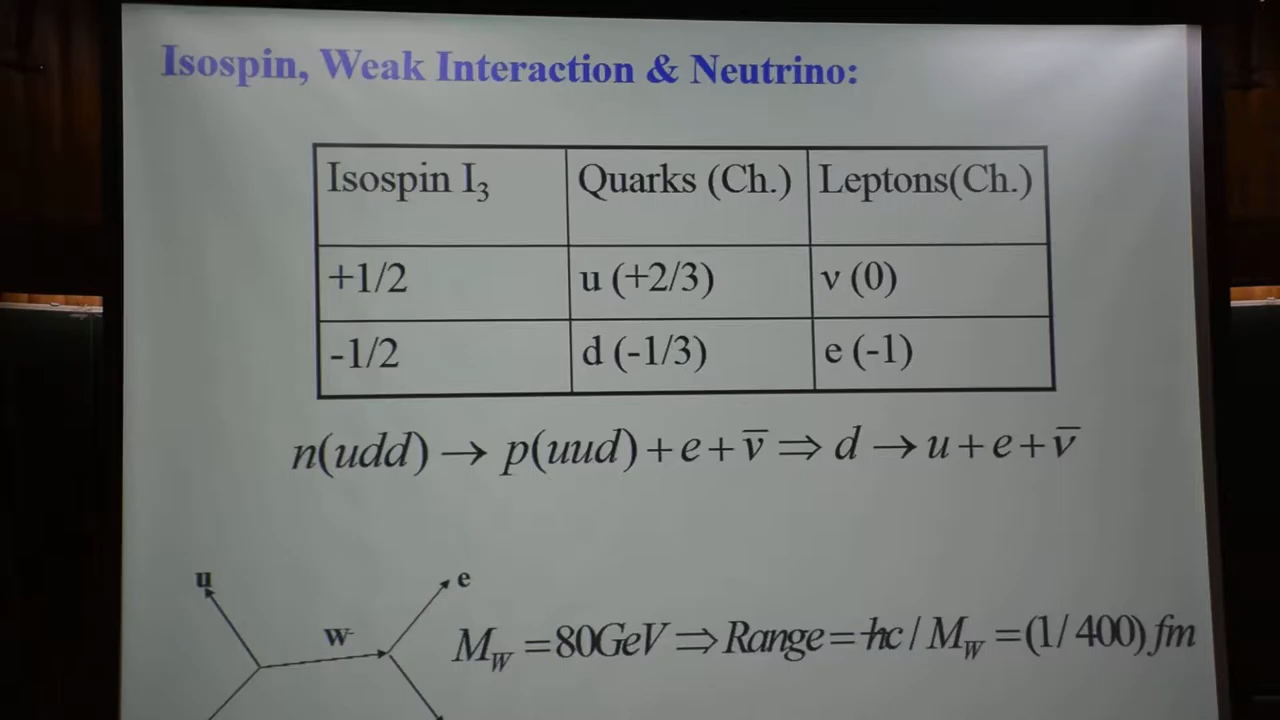 Isospin, Weak Interaction & Neutrino:
Isospin I₃ Quarks (Ch.) Leptons(Ch.)
+1/2 u (+2/3) ν (0)
-1/2 d (-1/3) e (-1)
n(udd) → p(uud) + e + ν̅ ⇒ d → u + e + ν̅
u
e
W-
M_W = 80GeV ⇒ Range = ħc / M_W = (1/ 400) fm